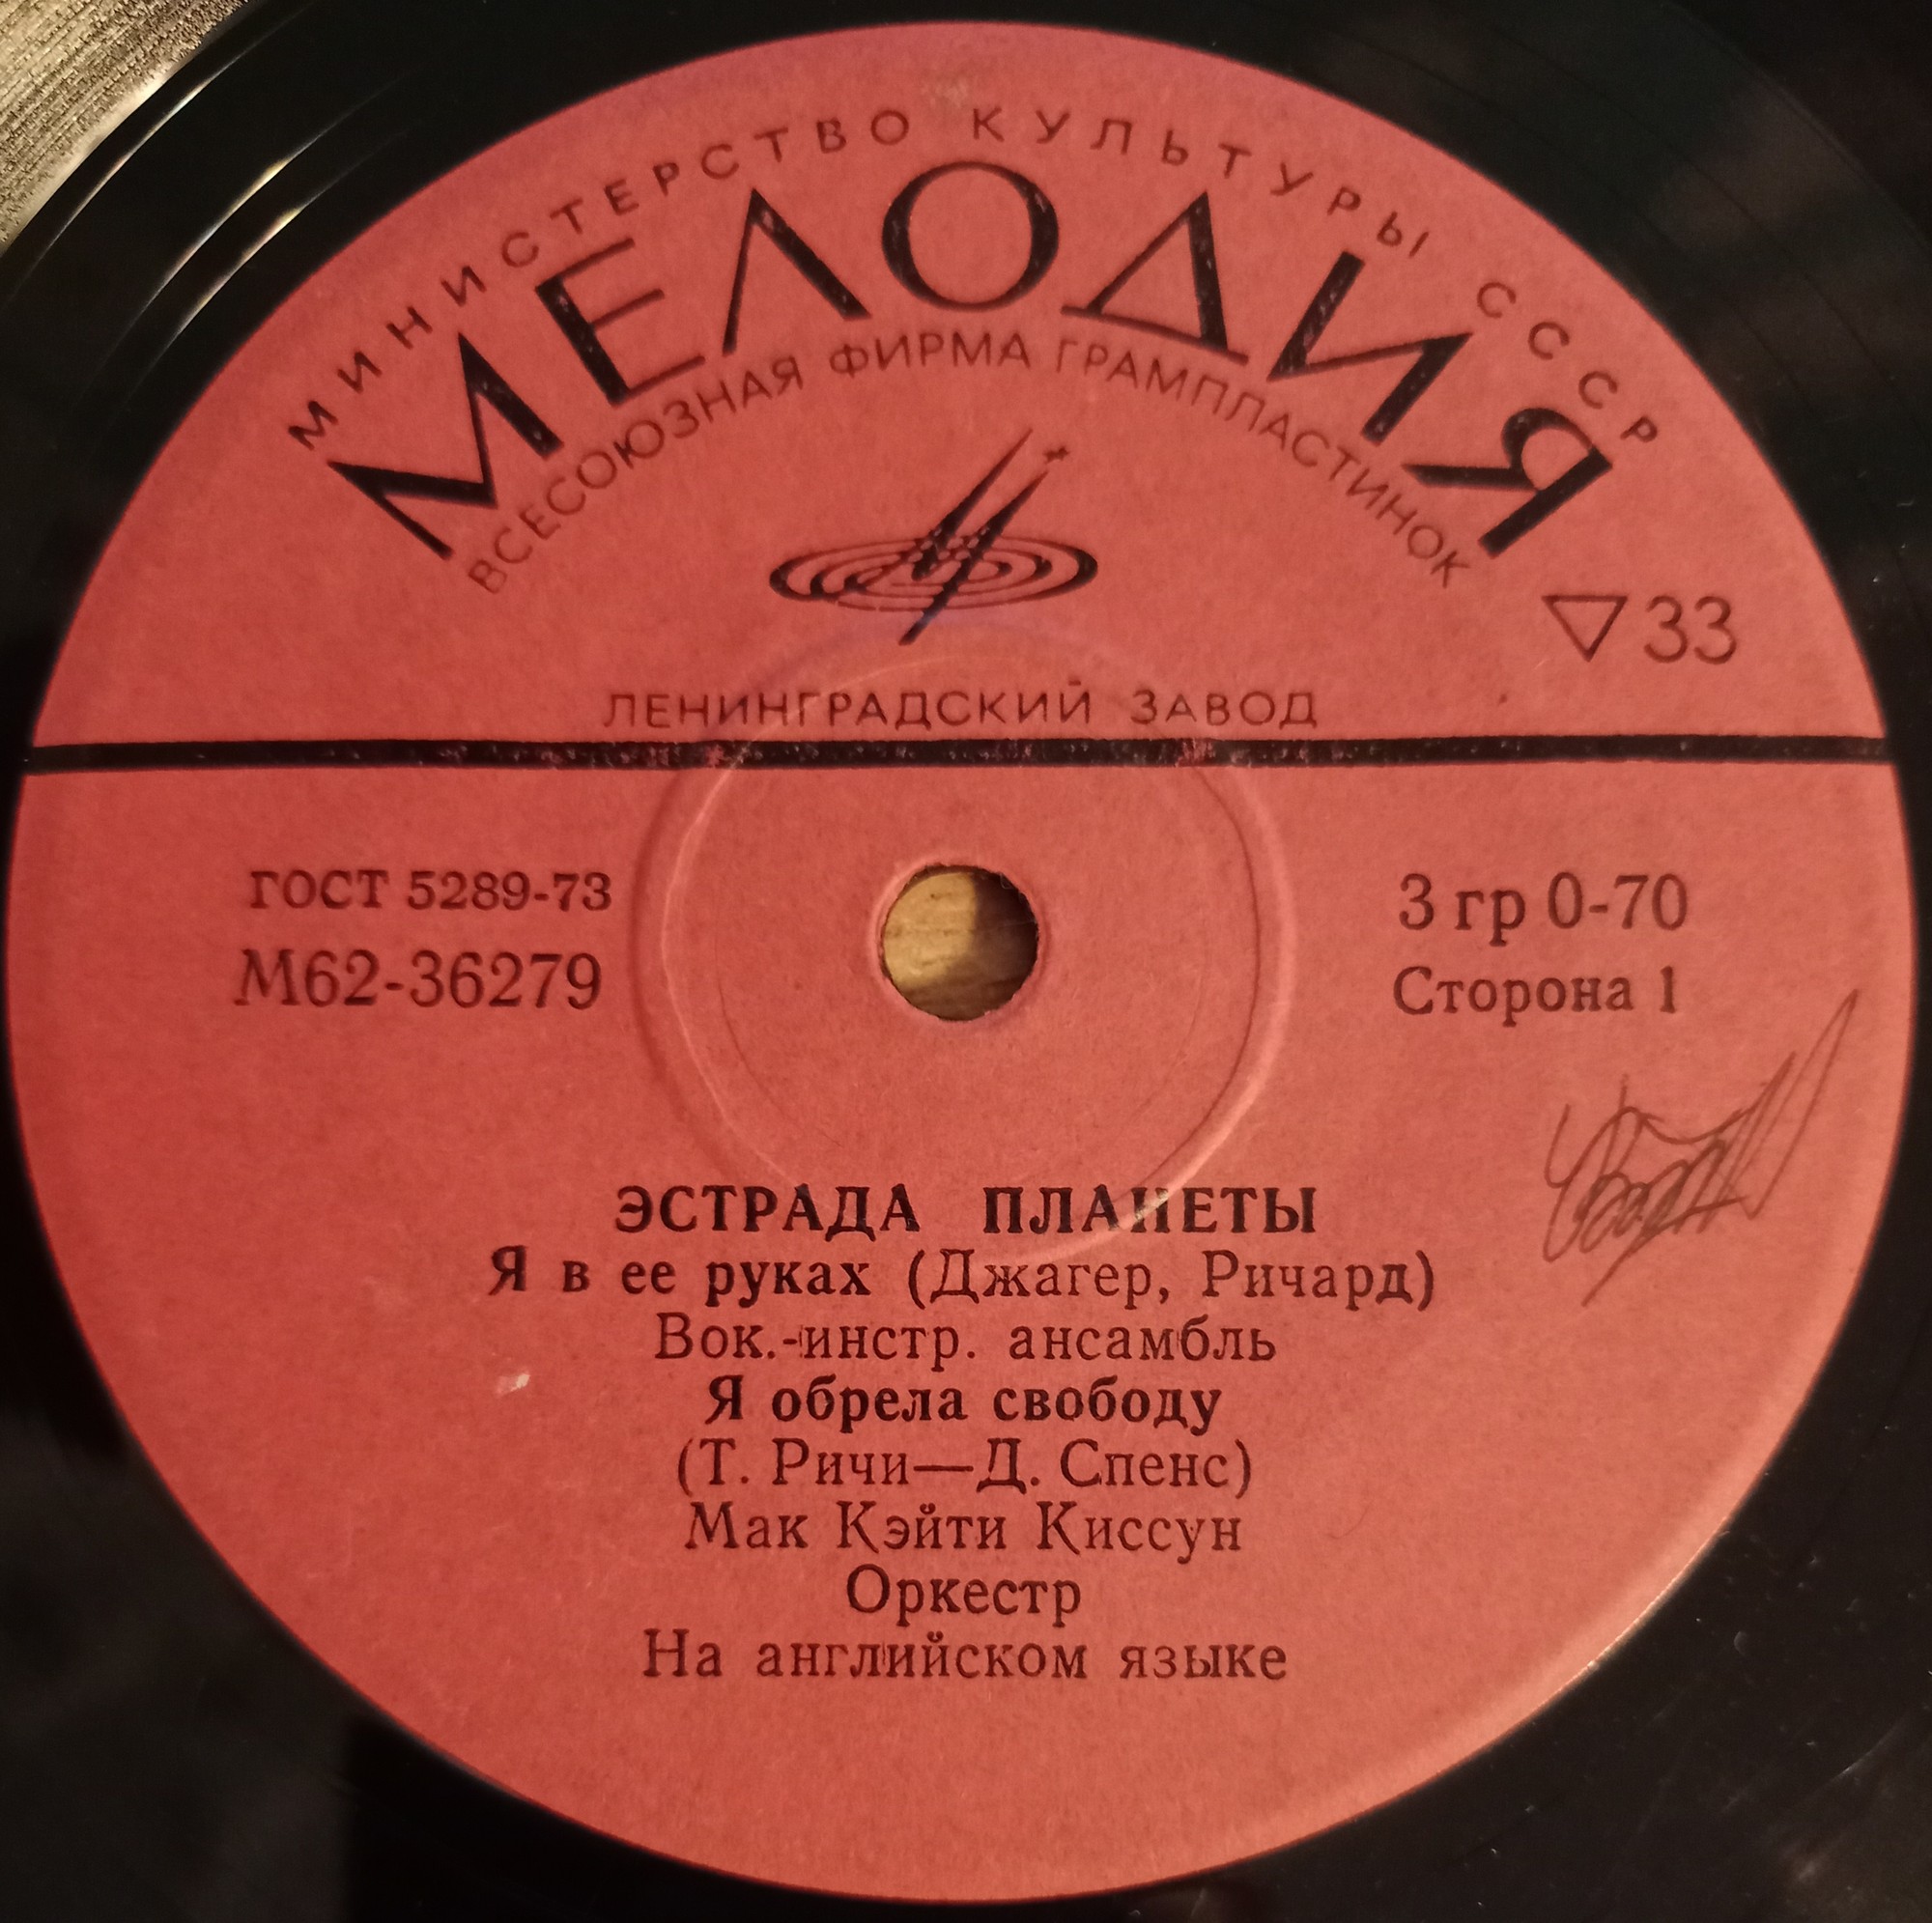 МИНИСТЕРСТВО КУЛЬТУРЫ СССР
МЕЛОДИЯ
ВСЕСОЮЗНАЯ ФИРМА ГРАМПЛАСТИНОК
▽33
ЛЕНИНГРАДСКИЙ ЗАВОД
ГОСТ 5289-73
М62-36279
3 гр 0-70
Сторона 1
ЭСТРАДА ПЛАНЕТЫ
Я в ее руках (Джагер, Ричард)
Вок.-инстр. ансамбль
Я обрела свободу
(Т. Ричи—Д. Спенс)
Мак Кэйти Киссун
Оркестр
На английском языке